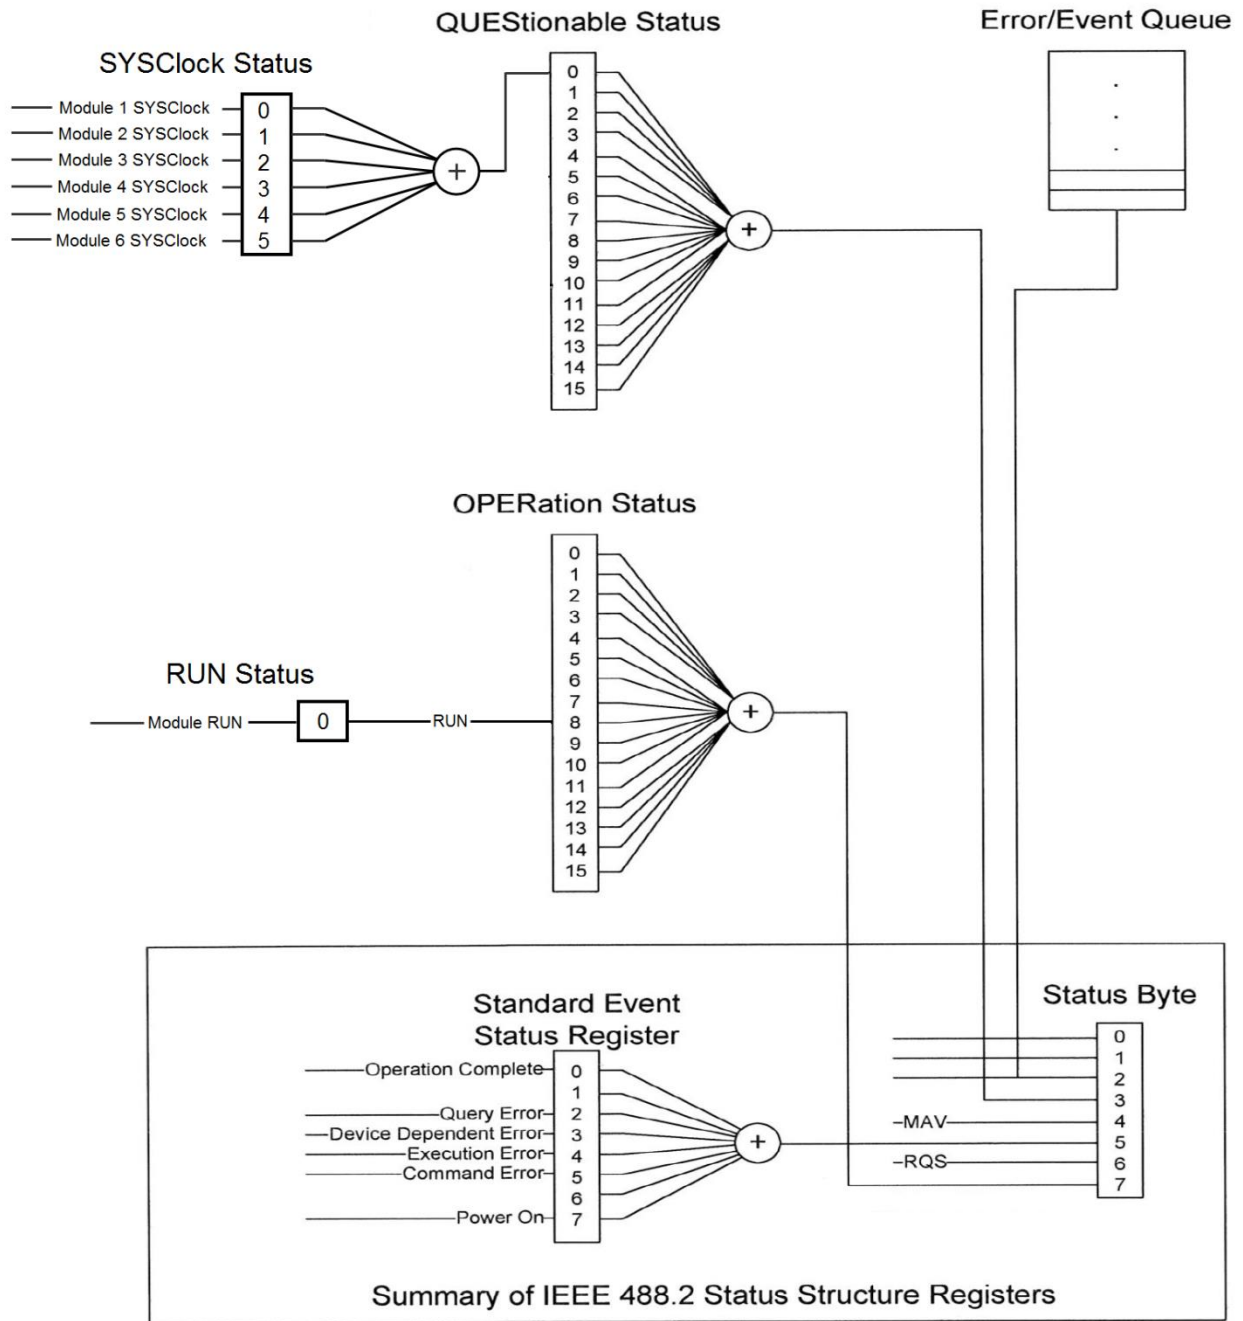 QUEStionable Status
Error/Event Queue
SYSClock Status
Module 1 SYSClock
Module 2 SYSClock
Module 3 SYSClock
Module 4 SYSClock
Module 5 SYSClock
Module 6 SYSClock
0
1
2
3
4
5
+
0
1
2
3
4
5
6
7
8
9
10
11
12
13
14
15
+
OPERation Status
RUN Status
Module RUN
0
RUN
0
1
2
3
4
5
6
7
8
9
10
11
12
13
14
15
+
Standard Event
Status Register
Operation Complete
Query Error
Device Dependent Error
Execution Error
Command Error
Power On
0
1
2
3
4
5
6
7
+
Status Byte
MAV
RQS
0
1
2
3
4
5
6
7
Summary of IEEE 488.2 Status Structure Registers